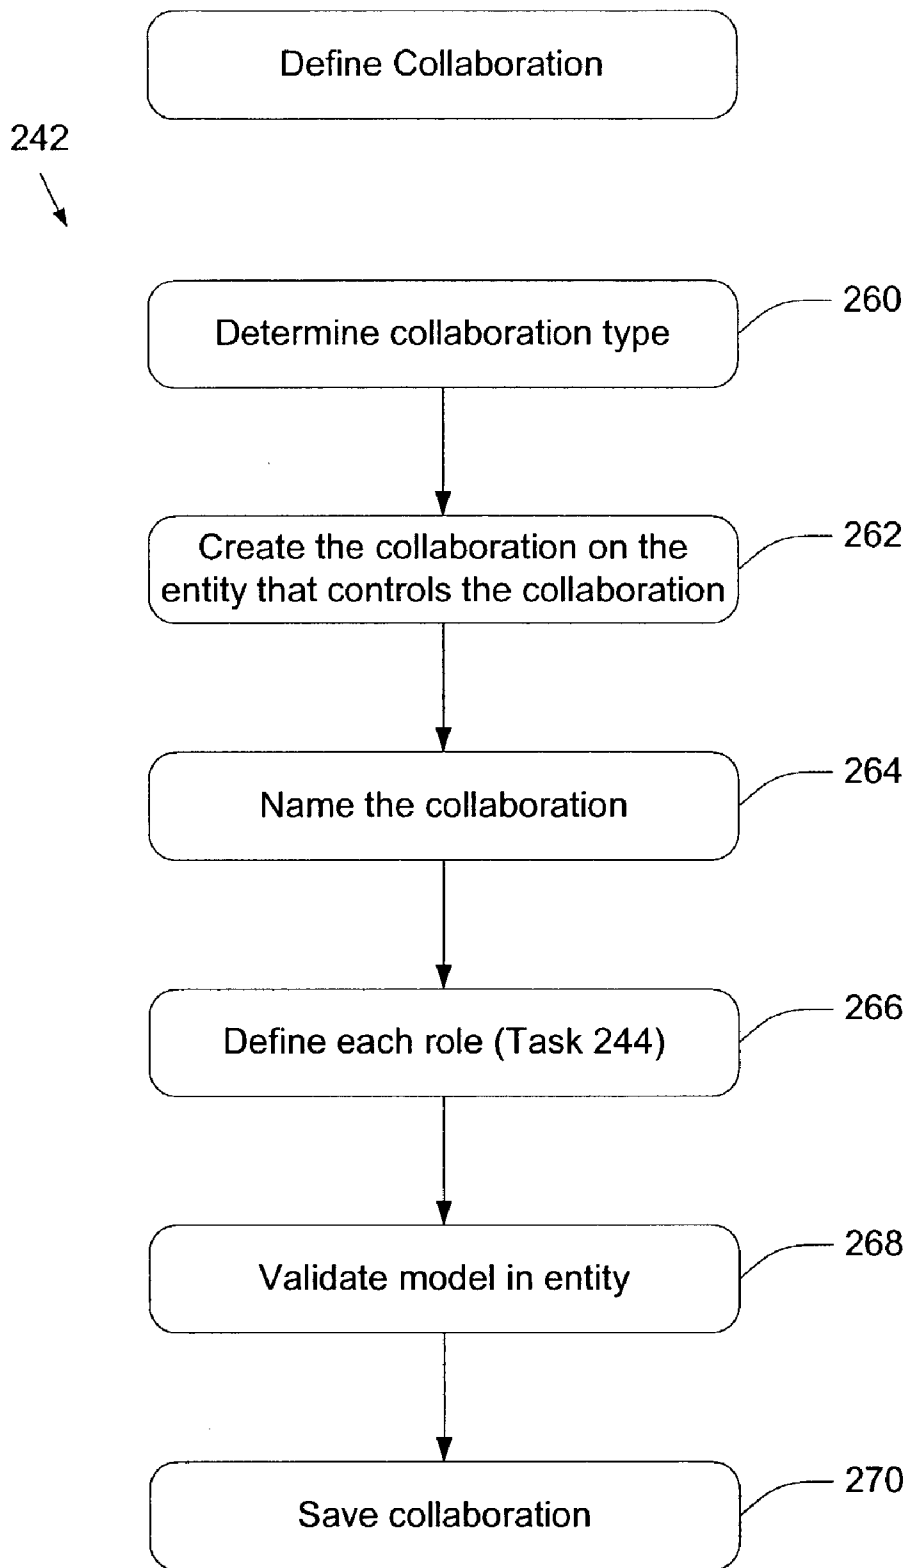 Define Collaboration
242
Determine collaboration type
260
Create the collaboration on the
entity that controls the collaboration
262
Name the collaboration
264
Define each role (Task 244)
266
Validate model in entity
268
Save collaboration
270